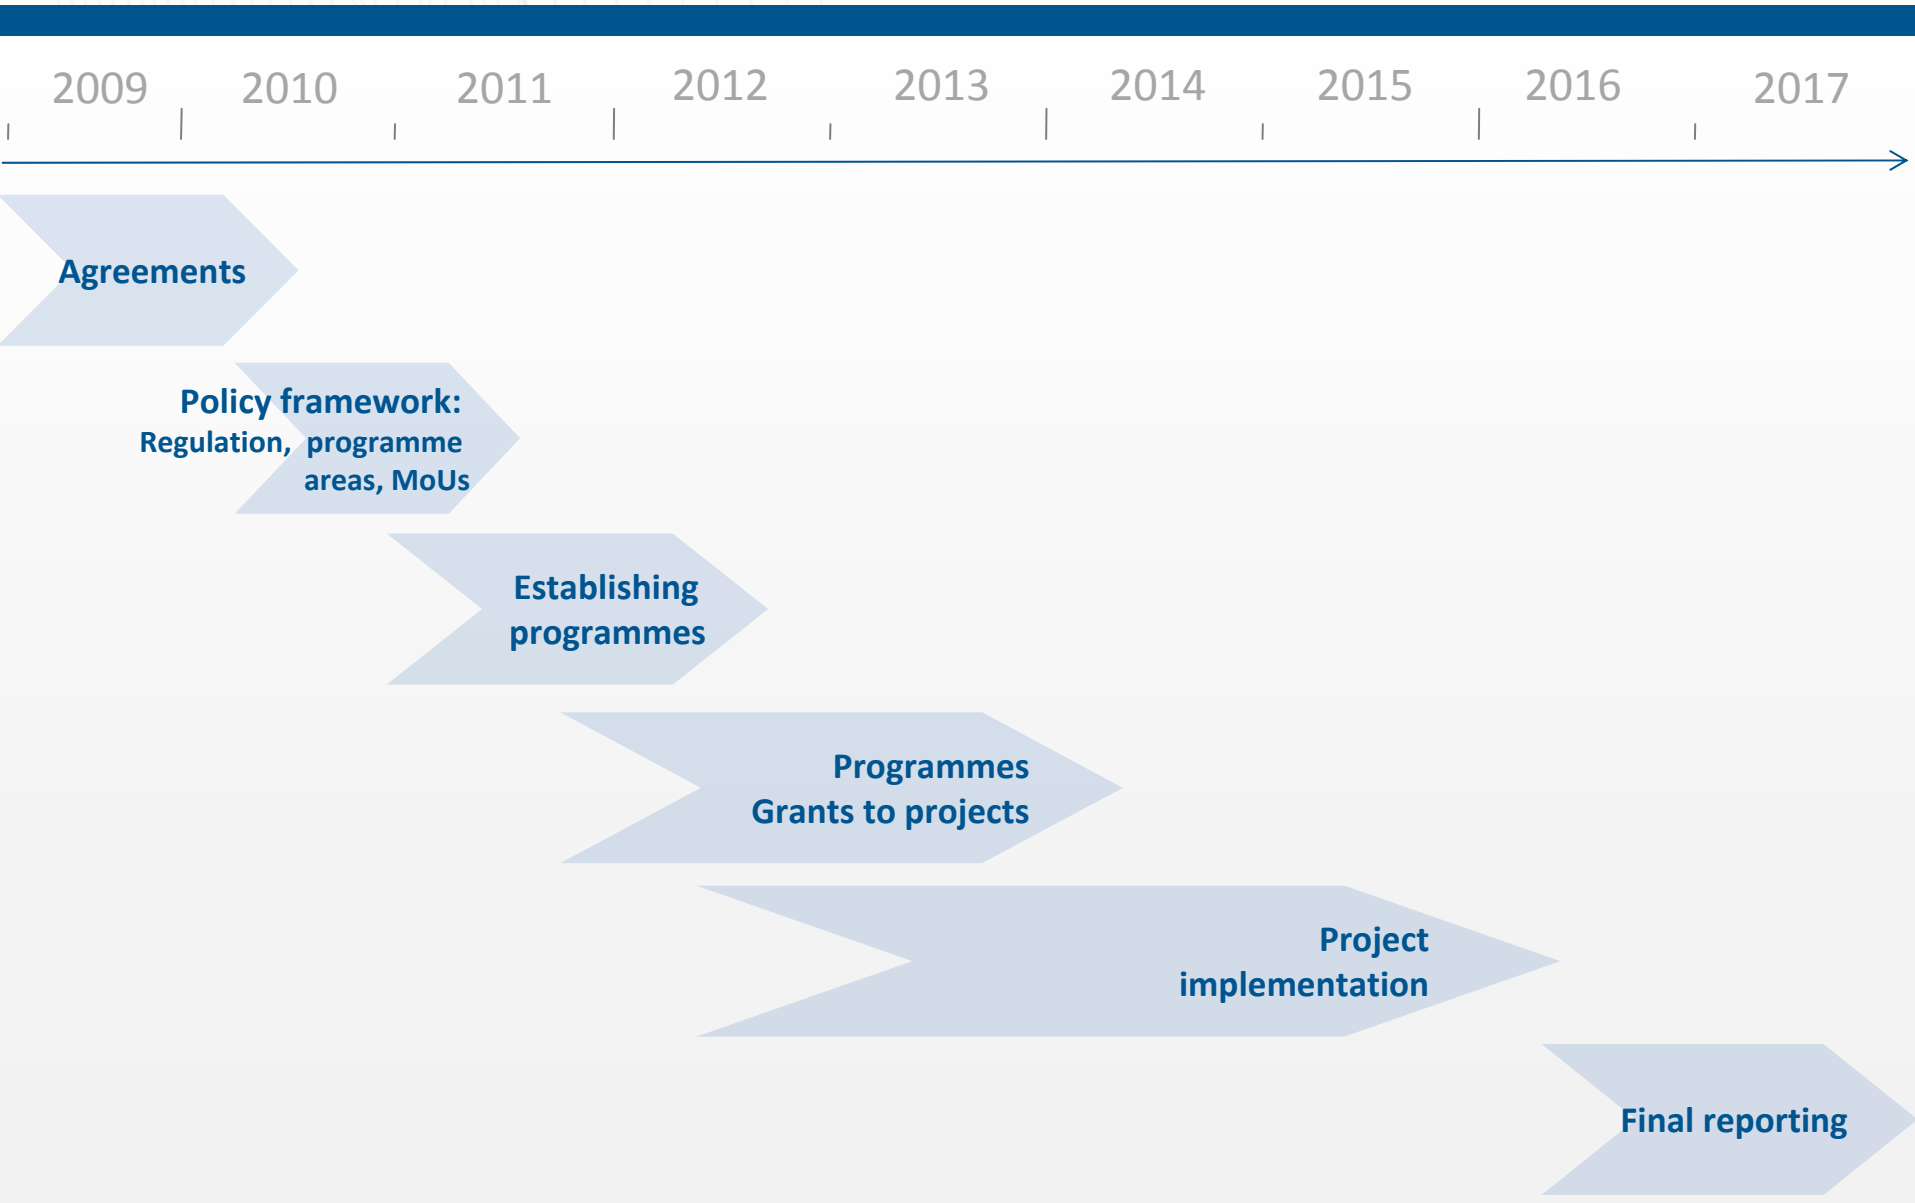 2009 2010 2011 2012 2013 2014 2015 2016 2017
Agreements
Policy framework:
Regulation, programme
areas, MoUs
Establishing
programmes
Programmes
Grants to projects
Project
implementation
Final reporting